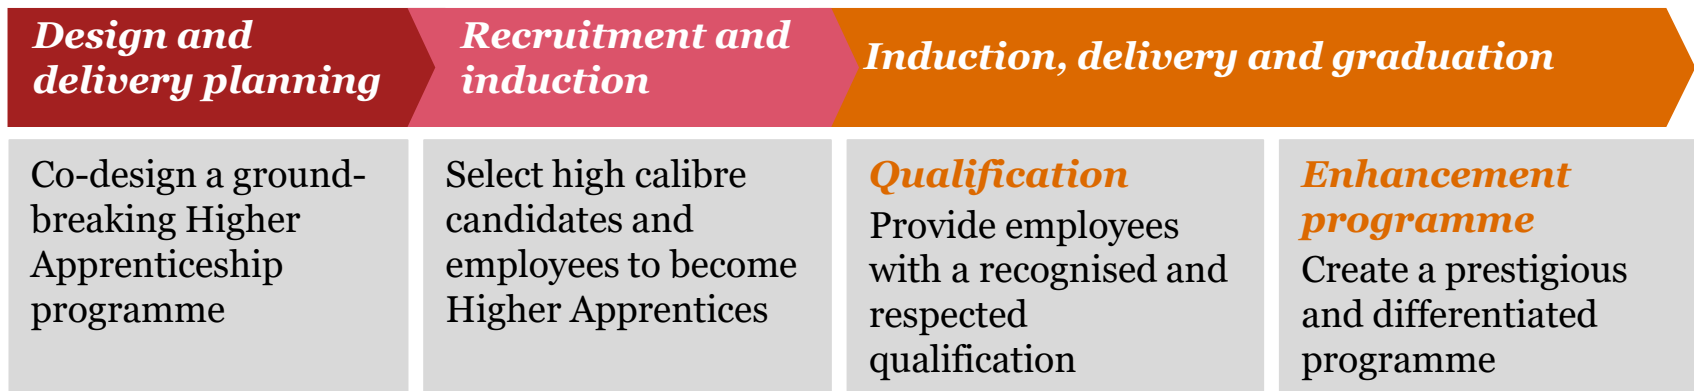 Design and
delivery planning
Recruitment and
induction
Induction, delivery and graduation
Co-design a ground-
breaking Higher
Apprenticeship
programme
Select high calibre
candidates and
employees to become
Higher Apprentices
Qualification
Provide employees
with a recognised and
respected
qualification
Enhancement
programme
Create a prestigious
and differentiated
programme